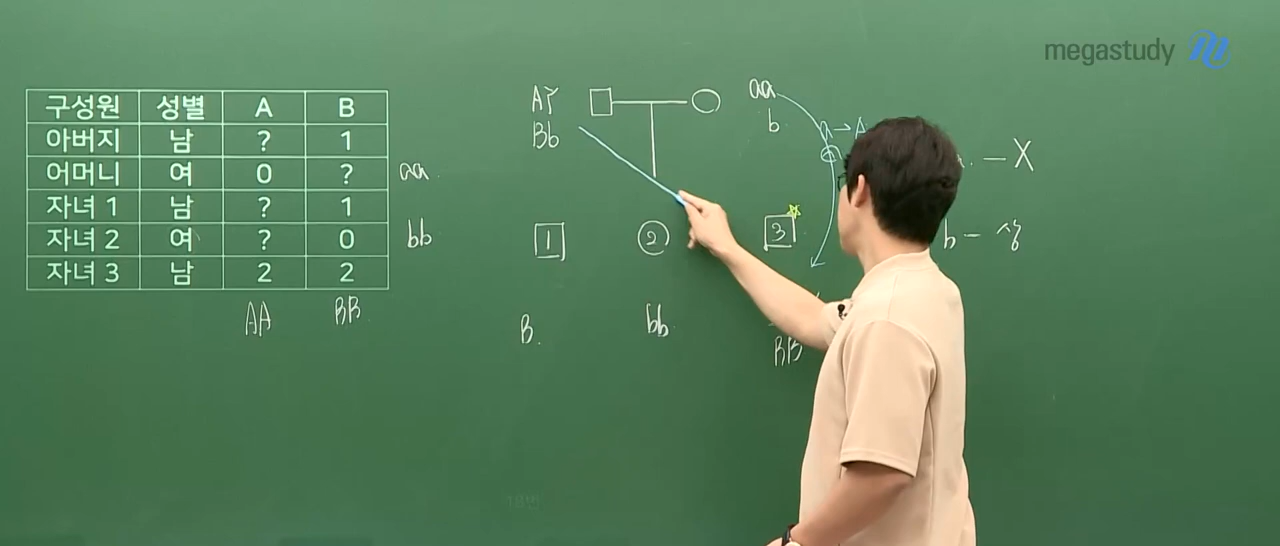 megastudy
구성원 성별 A B
아버지 남 ? 1
어머니 여 0 ? aa
자녀 1 남 ? 1
자녀 2 여 ? 0 bb
자녀 3 남 2 2
AA BB
AY aa
Bb b
→ A
- X
1 2 3
b - 상
B. bb
BB